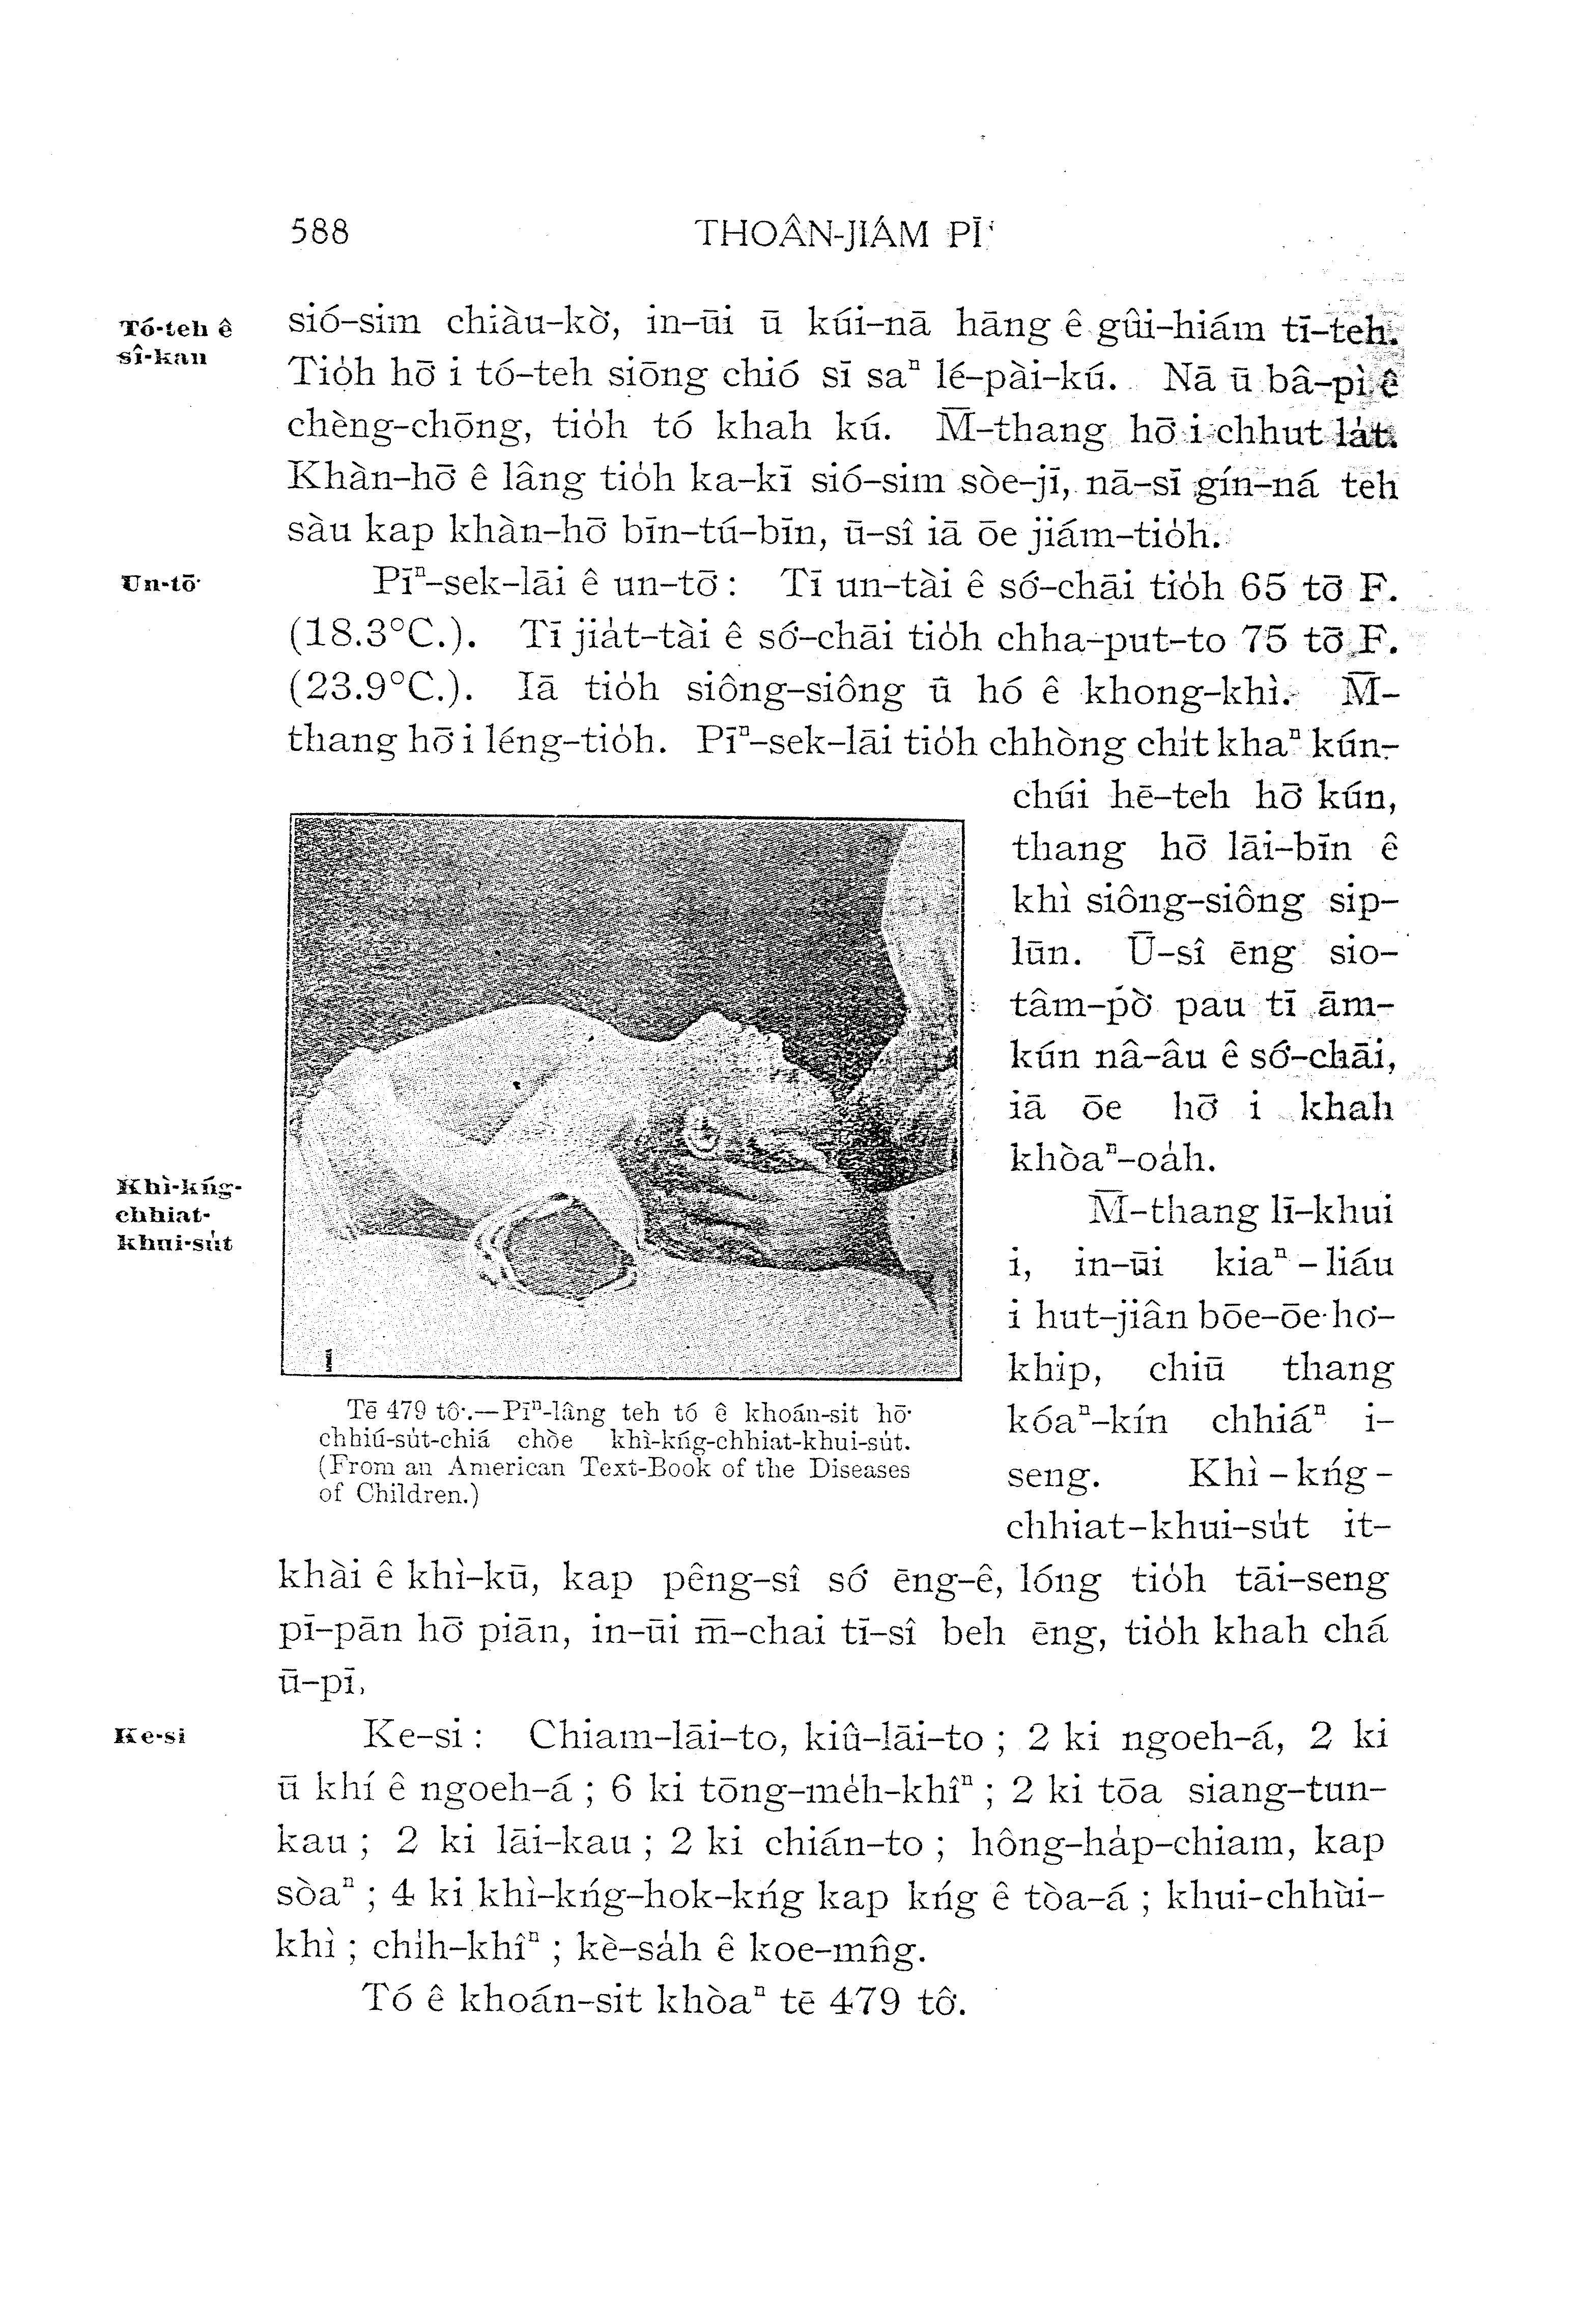 588 THOÂN-JIÁM PĪⁿ
Tó-teh ê
sî-kan
sió-sim chiàu-kò͘, in-ūi ū kúi-nā hāng ê gûi-hiám tī-teh.
Tio̍h hō͘ i tó-teh siōng chió sī saⁿ lé-pài-kú. Nā ū bâ-pì ê
chèng-chōng, tio̍h tó khah kú. M̄-thang hō͘ i chhut la̍t.
Khàn-hō͘ ê lâng tio̍h ka-kī sió-sim sòe-jī, nā-sī gín-ná teh
sàu kap khàn-hō͘ bīn-tú-bīn, ū-sî iā ōe jiám-tio̍h.
Un-tō͘
Pīⁿ-sek-lāi ê un-tō͘ : Tī un-tài ê só͘-chāi tio̍h 65 tō͘ F.
(18.3°C.). Tī jia̍t-tài ê só͘-chāi tio̍h chha-put-to 75 tō͘ F.
(23.9°C.). Iā tio̍h siông-siông ū hó ê khong-khì. M̄-
thang hō͘ i léng-tio̍h. Pīⁿ-sek-lāi tio̍h chhòng chi̍t khaⁿ kún-
chúi hē-teh hō͘ kún,
thang hō͘ lāi-bīn ê
khì siông-siông sip-
lūn. Ū-sî ēng sio-
tâm-pò͘ pau tī ām-
kún nâ-âu ê só͘-chāi,
iā ōe hō͘ i khah
khòaⁿ-oa̍h.
Khì-kńg-
chhiat-
khui-su̍t
M̄-thang lī-khui
i, in-ūi kiaⁿ-liáu
i hut-jiân bōe-ōe ho͘-
khip, chiū thang
kóaⁿ-kín chhiáⁿ i-
seng. Khì-kńg-
chhiat-khui-su̍t it-
1
Tē 479 tô͘.—Pīⁿ-lâng teh tó ê khoán-sit hō͘
chhiú-su̍t-chiá chòe khì-kńg-chhiat-khui-su̍t.
(From an American Text-Book of the Diseases
of Children.)
khài ê khì-kū, kap pêng-sî só͘ ēng-ê, lóng tio̍h tāi-seng
pī-pān hō͘ piān, in-ūi m̄-chai tī-sî beh ēng, tio̍h khah chá
ū-pī.
Ke-si
Ke-si : Chiam-lāi-to, kiû-lāi-to ; 2 ki ngoeh-á, 2 ki
ū khí ê ngoeh-á ; 6 ki tōng-me̍h-khîⁿ ; 2 ki tōa siang-tun-
kau ; 2 ki lāi-kau ; 2 ki chián-to ; hông-ha̍p-chiam, kap
sòaⁿ ; 4 ki khì-kńg-hok-kńg kap kńg ê tòa-á ; khui-chhùi-
khì ; chi̍h-khîⁿ ; kè-sa̍h ê koe-mn̂g.
Tó ê khoán-sit khòaⁿ tē 479 tô͘.